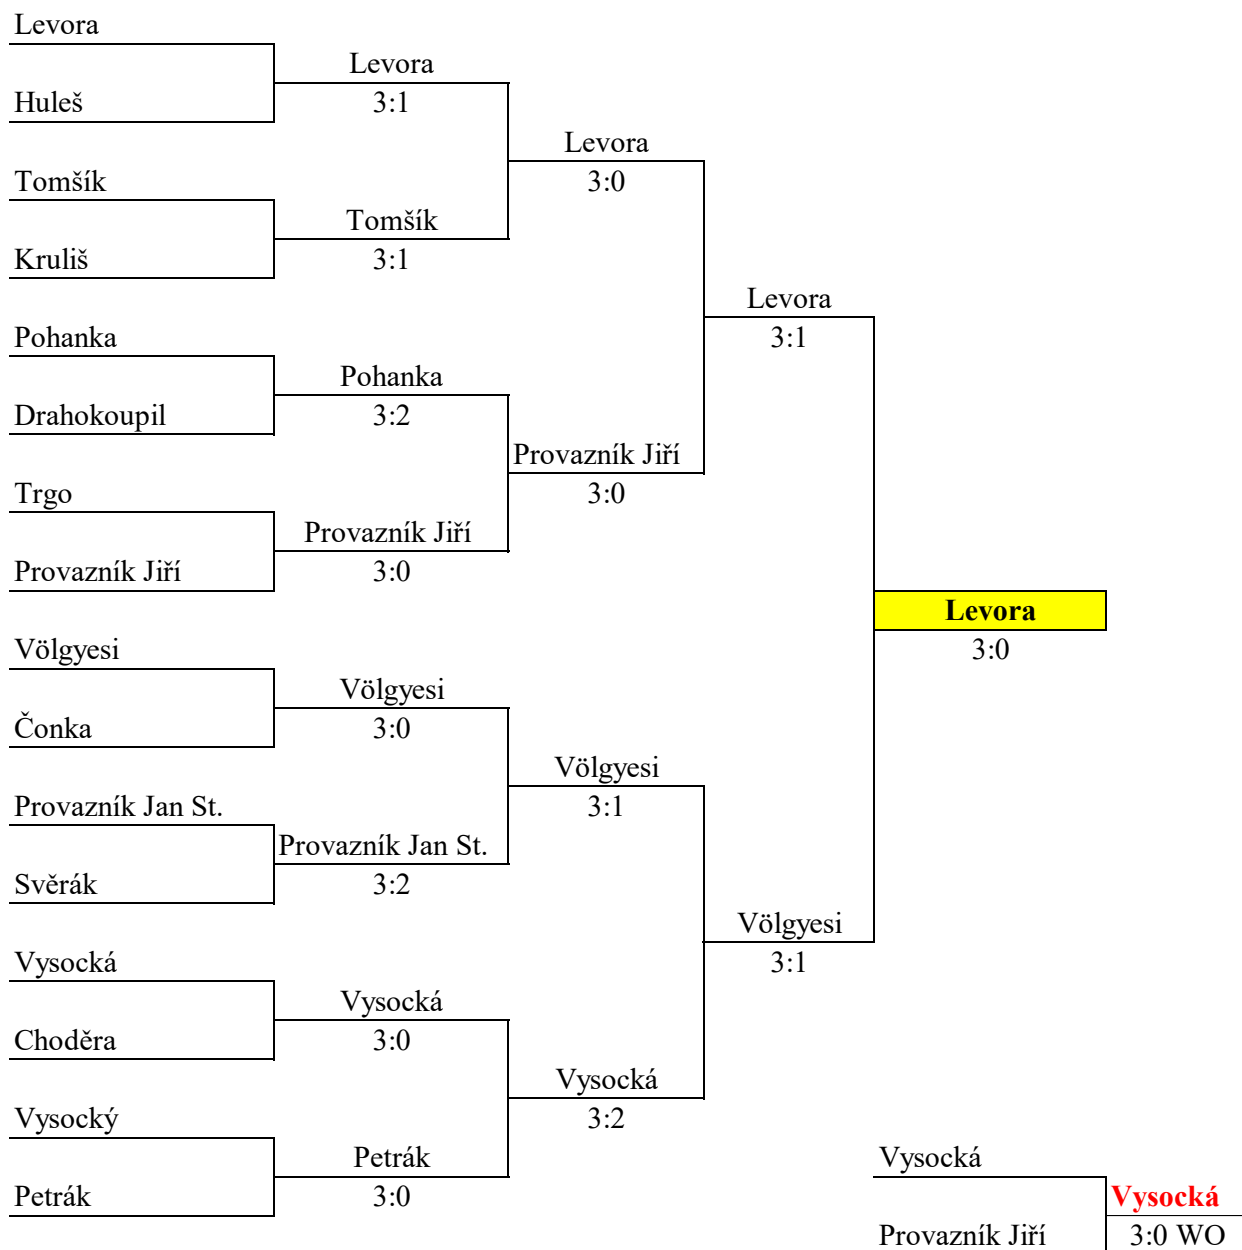 Levora
Levora
Huleš
3:1
Levora
Tomšík
3:0
Tomšík
Kruliš
3:1
Levora
Pohanka
3:1
Pohanka
Drahokoupil
3:2
Provazník Jiří
Trgo
3:0
Provazník Jiří
Provazník Jiří
3:0
Levora
Völgyesi
3:0
Völgyesi
Čonka
3:0
Völgyesi
Provazník Jan St.
3:1
Provazník Jan St.
Svěrák
3:2
Völgyesi
Vysocká
3:1
Vysocká
Choděra
3:0
Vysocká
Vysocký
3:2
Petrák
Vysocká
Petrák
3:0
Vysocká
Provazník Jiří
3:0 WO